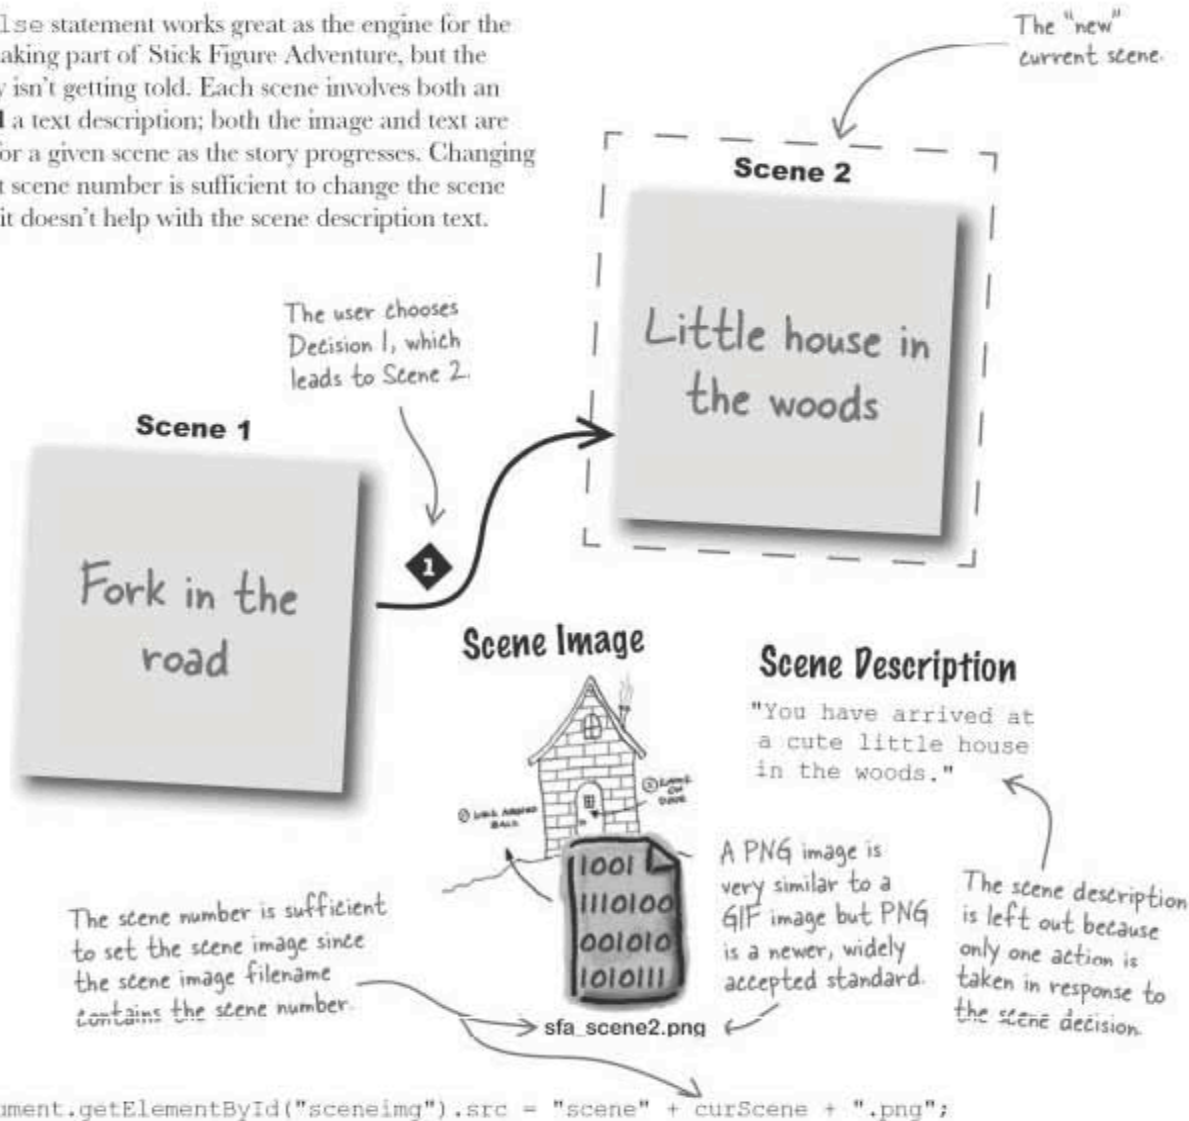 lse statement works great as the engine for the
aking part of Stick Figure Adventure, but the
y isn't getting told. Each scene involves both an
d a text description; both the image and text are
or a given scene as the story progresses. Changing
t scene number is sufficient to change the scene
it doesn't help with the scene description text.
The "new"
current scene.
Scene 2
Little house in
the woods
The user chooses
Decision 1, which
leads to Scene 2.
Scene 1
Fork in the
road
1
Scene Image
Scene Description
"You have arrived at
a cute little house
in the woods."
ON
DOOR
AROUND
BACK
1001
1110100
001010
1010111
A PNG image is
very similar to a
GIF image but PNG
is a newer, widely
accepted standard.
The scene description
is left out because
only one action is
taken in response to
the scene decision.
The scene number is sufficient
to set the scene image since
the scene image filename
contains the scene number.
sfa_scene2.png
ument.getElementById("sceneimg").src = "scene" + curScene + ".png";